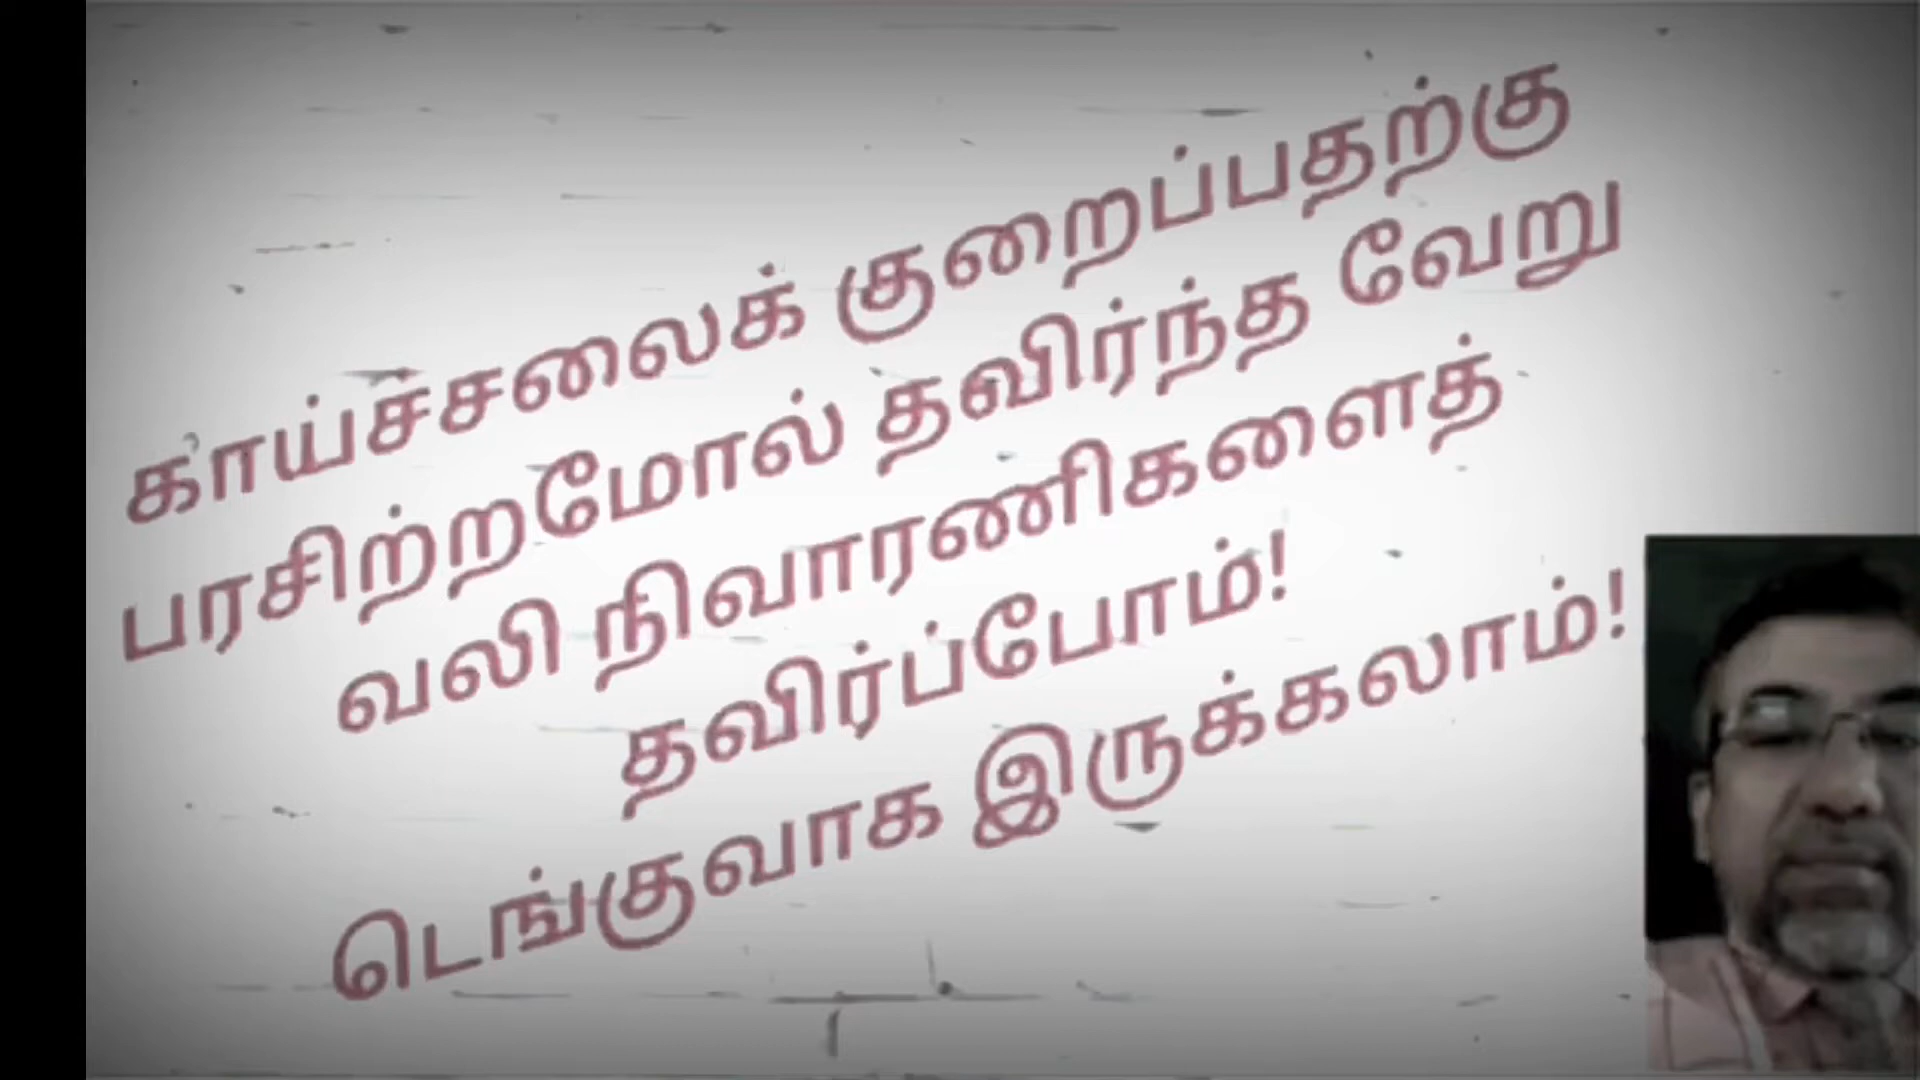 காய்ச்சலைக் குறைப்பதற்கு
பரசிற்றமோல் தவிர்ந்த வேறு
வலி நிவாரணிகளைத்
தவிர்ப்போம்!
டெங்குவாக இருக்கலாம்!